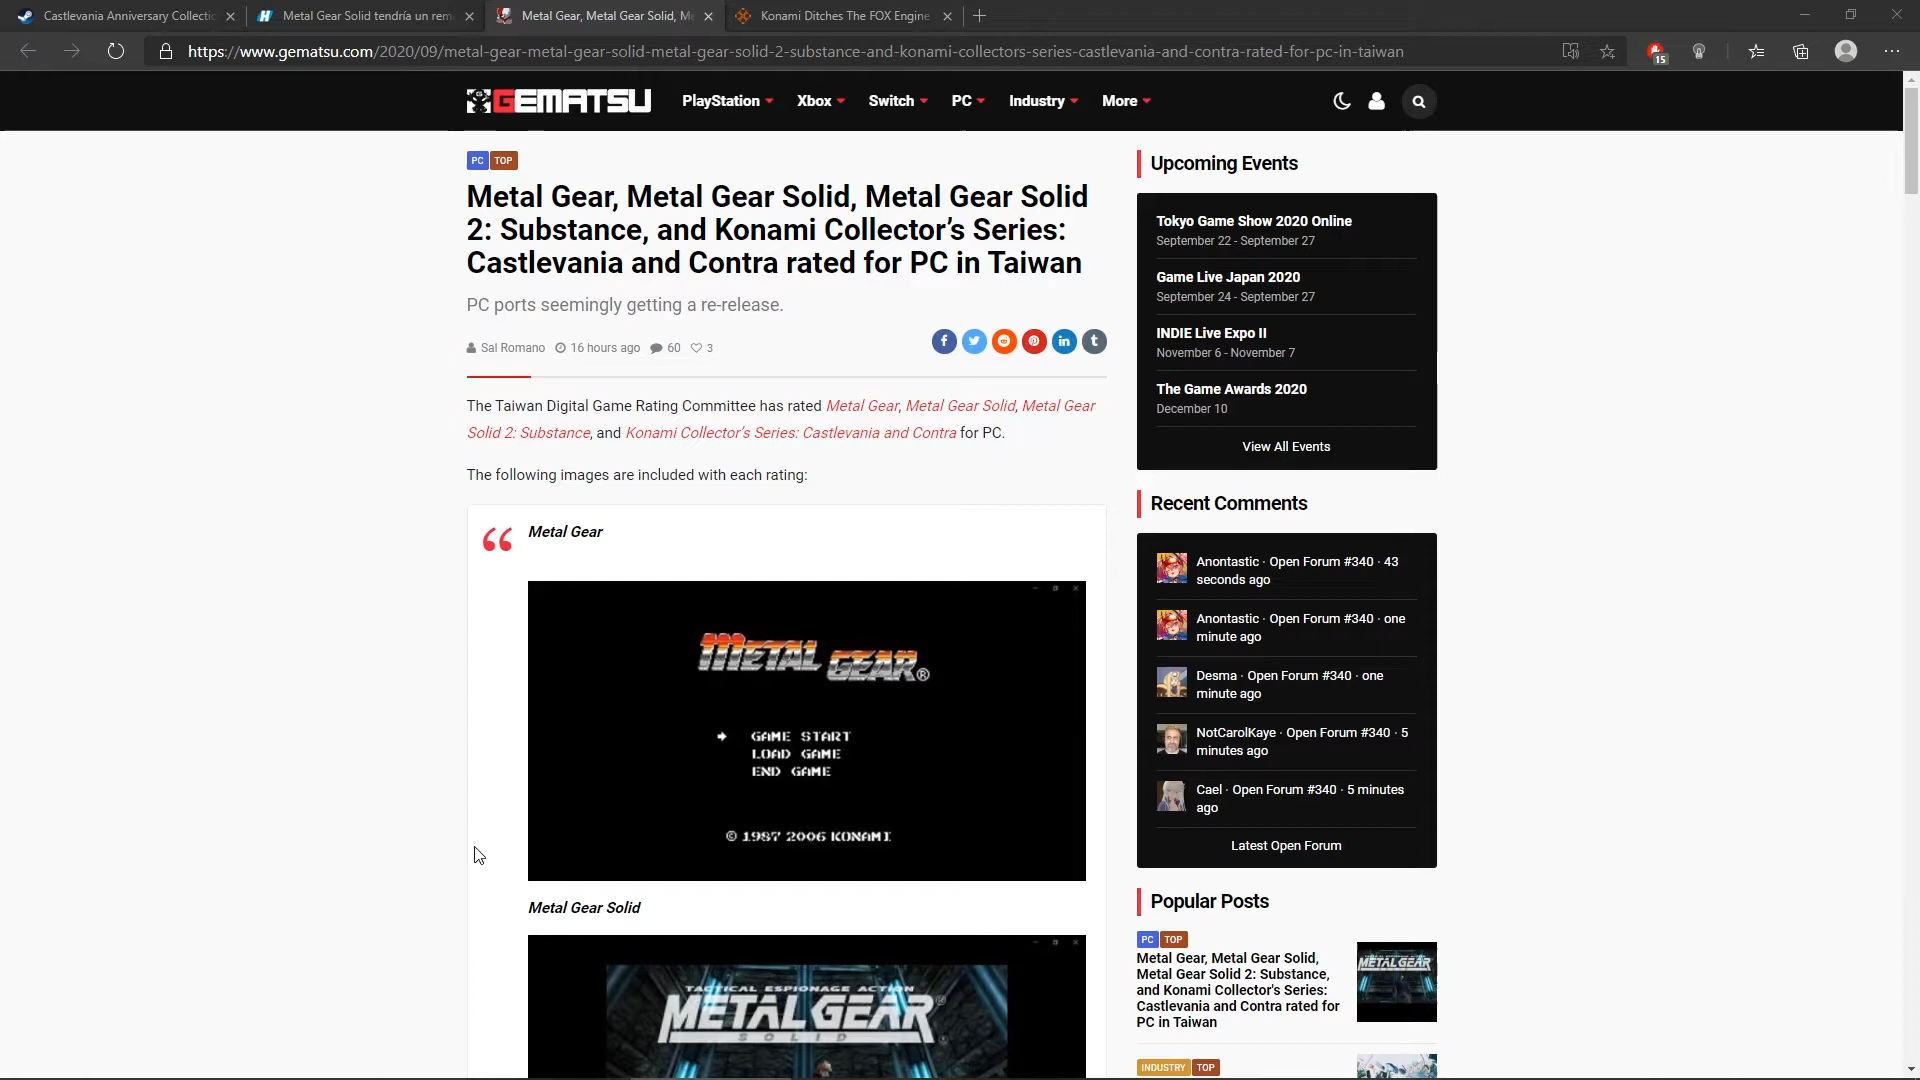 Castlevania Anniversary Collectic
Metal Gear Solid tendría un rem
Metal Gear, Metal Gear Solid, Me
Konami Ditches The FOX Engine
https://www.gematsu.com/2020/09/metal-gear-metal-gear-solid-metal-gear-solid-2-substance-and-konami-collectors-series-castlevania-and-contra-rated-for-pc-in-taiwan
15
GEMATSU
PlayStation
Xbox
Switch
PC
Industry
More
PC TOP
Metal Gear, Metal Gear Solid, Metal Gear Solid
2: Substance, and Konami Collector’s Series:
Castlevania and Contra rated for PC in Taiwan
PC ports seemingly getting a re-release.
Sal Romano 16 hours ago 60 3
The Taiwan Digital Game Rating Committee has rated Metal Gear, Metal Gear Solid, Metal Gear
Solid 2: Substance, and Konami Collector’s Series: Castlevania and Contra for PC.
The following images are included with each rating:
Metal Gear
METAL GEAR®
GAME START
LOAD GAME
END GAME
© 1987 2006 KONAMI
Metal Gear Solid
TACTICAL ESPIONAGE ACTION
METAL GEAR
SOLID
Upcoming Events
Tokyo Game Show 2020 Online
September 22 - September 27
Game Live Japan 2020
September 24 - September 27
INDIE Live Expo II
November 6 - November 7
The Game Awards 2020
December 10
View All Events
Recent Comments
Anontastic · Open Forum #340 · 43
seconds ago
Anontastic · Open Forum #340 · one
minute ago
Desma · Open Forum #340 · one
minute ago
NotCarolKaye · Open Forum #340 · 5
minutes ago
Cael · Open Forum #340 · 5 minutes
ago
Latest Open Forum
Popular Posts
PC TOP
Metal Gear, Metal Gear Solid,
Metal Gear Solid 2: Substance,
and Konami Collector's Series:
Castlevania and Contra rated for
PC in Taiwan
METAL GEAR
INDUSTRY TOP